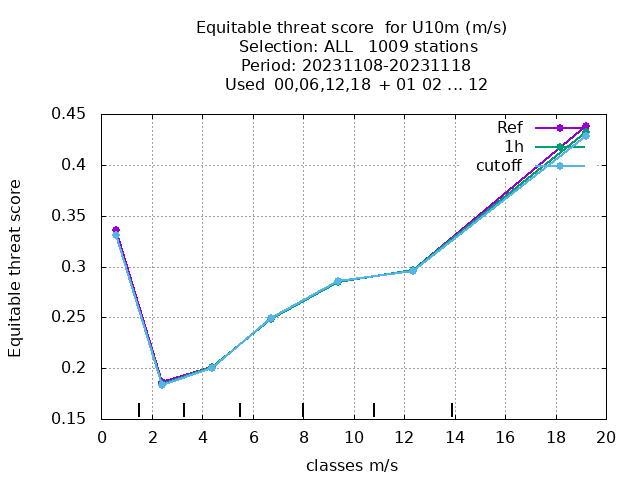 Equitable threat score  for U10m (m/s)
Selection: ALL   1009 stations
Period: 20231108-20231118
Used  00,06,12,18  + 01 02 ... 12
0.45
0.4
0.35
0.3
0.25
0.2
0.15
Equitable threat score
Ref
1h
cutoff
0 2 4 6 8 10 12 14 16 18 20
classes m/s